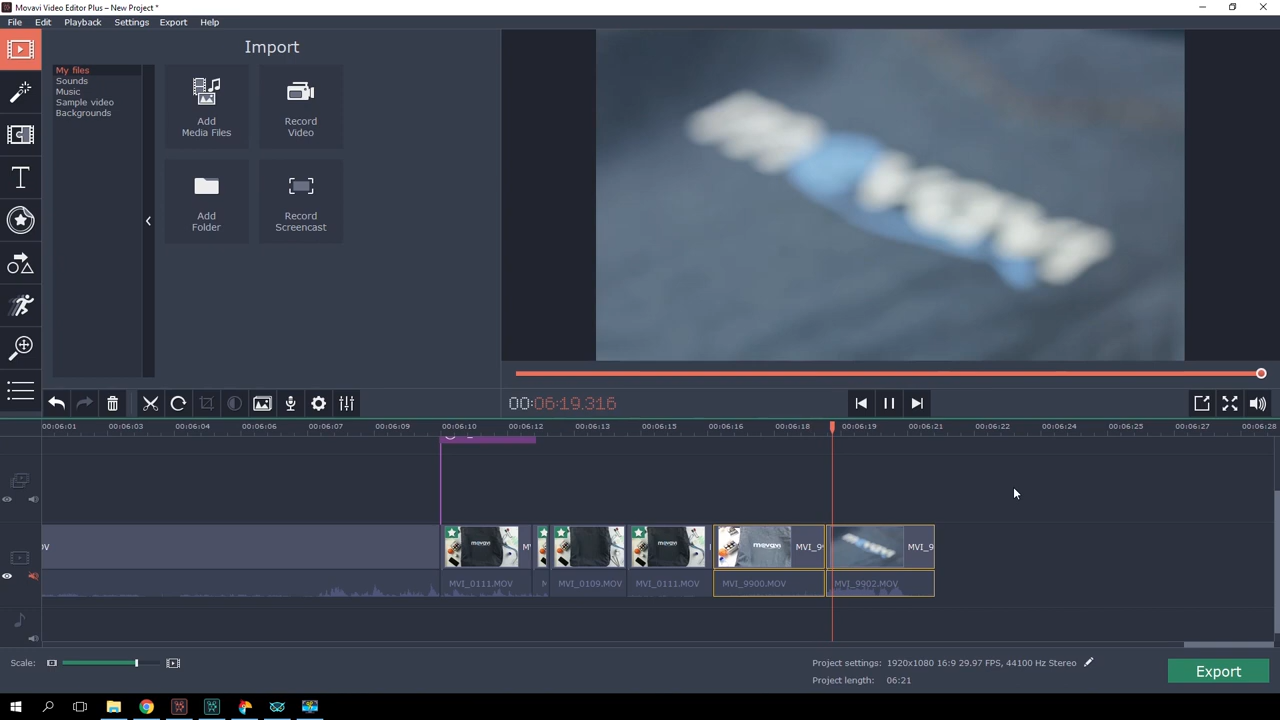 Movavi Video Editor Plus – New Project *
File Edit Playback Settings Export Help
Import
My files
Sounds
Music
Sample video
Backgrounds
Add
Media Files
Record
Video
Add
Folder
Record
Screencast
00:06:19.316
00:06:01 00:06:03 00:06:04 00:06:06 00:06:07 00:06:09 00:06:10 00:06:12 00:06:13 00:06:15 00:06:16 00:06:18 00:06:19 00:06:21 00:06:22 00:06:24 00:06:25 00:06:27 00:06:28
OV
movavi
movavi
movavi
MVI_9
MVI_9
MVI_0111.MOV
MVI_0109.MOV
MVI_0111.MOV
MVI_9900.MOV
MVI_9902.MOV
Scale:
Project settings: 1920x1080 16:9 29.97 FPS, 44100 Hz Stereo
Project length: 06:21
Export